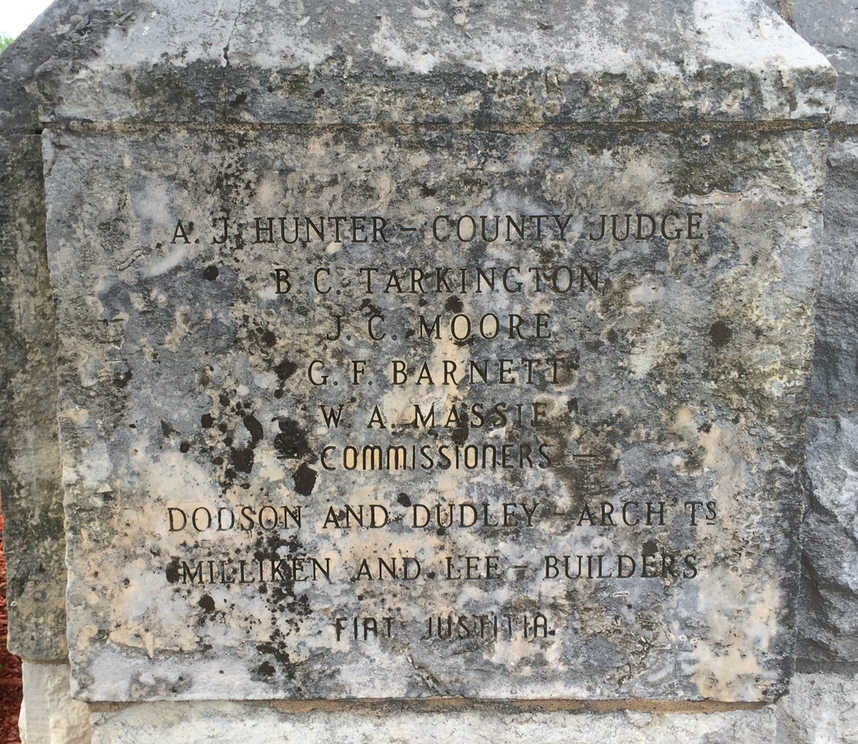 A. J. HUNTER – COUNTY JUDGE
B. C. TARKINGTON
J. C. MOORE
G. F. BARNETT
W. A. MASSIE
– COMMISSIONERS –
DODSON AND DUDLEY – ARCH'TS
MILLIKEN AND LEE – BUILDERS
FIAT JUSTITIA.